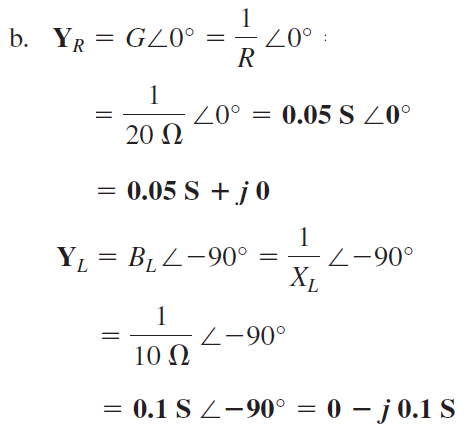 b. Y_R = G∠0° = 1/R ∠0° :
= 1/20 Ω ∠0° = 0.05 S ∠0°
= 0.05 S + j 0
Y_L = B_L ∠−90° = 1/X_L ∠−90°
= 1/10 Ω ∠−90°
= 0.1 S ∠−90° = 0 − j 0.1 S